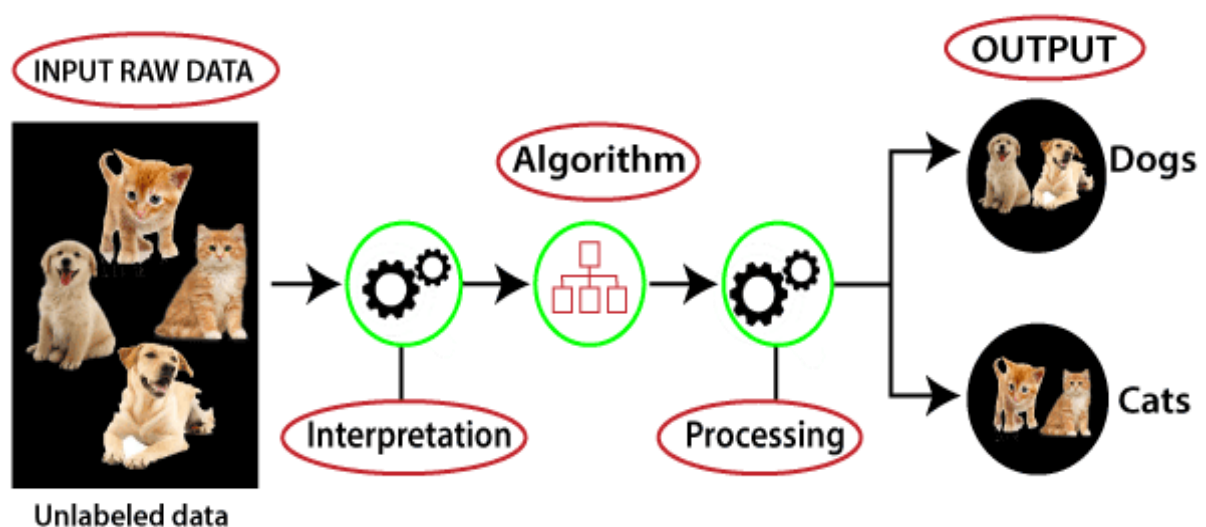 INPUT RAW DATA
Unlabeled data
Interpretation
Algorithm
Processing
OUTPUT
Dogs
Cats